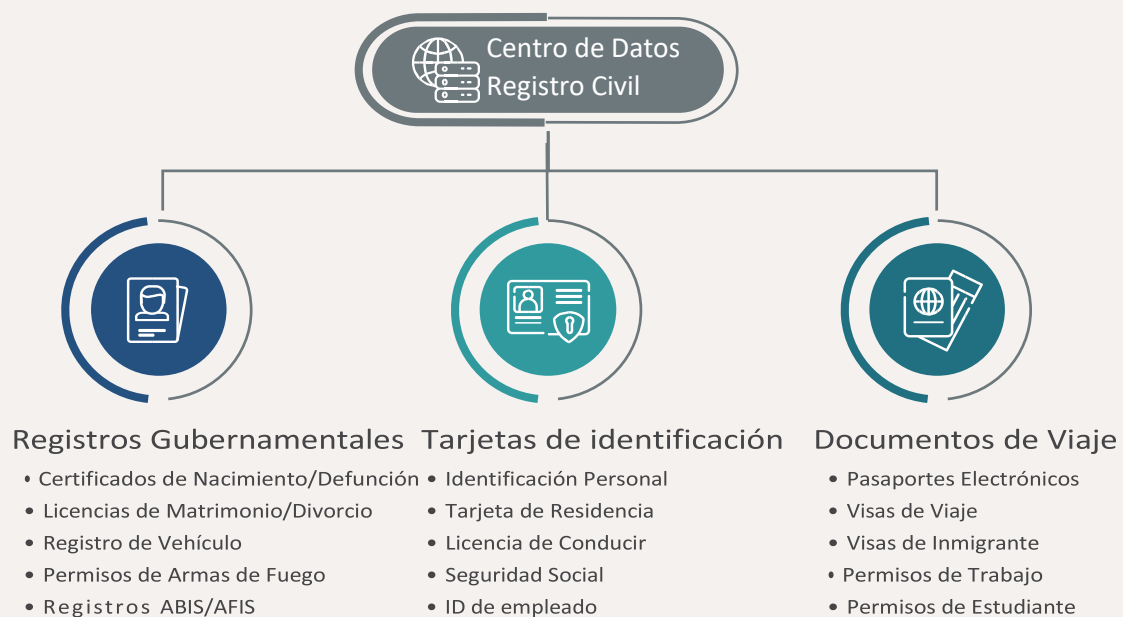 Centro de Datos
Registro Civil
Registros Gubernamentales
• Certificados de Nacimiento/Defunción
• Licencias de Matrimonio/Divorcio
• Registro de Vehículo
• Permisos de Armas de Fuego
• Registros ABIS/AFIS
Tarjetas de identificación
• Identificación Personal
• Tarjeta de Residencia
• Licencia de Conducir
• Seguridad Social
• ID de empleado
Documentos de Viaje
• Pasaportes Electrónicos
• Visas de Viaje
• Visas de Inmigrante
• Permisos de Trabajo
• Permisos de Estudiante